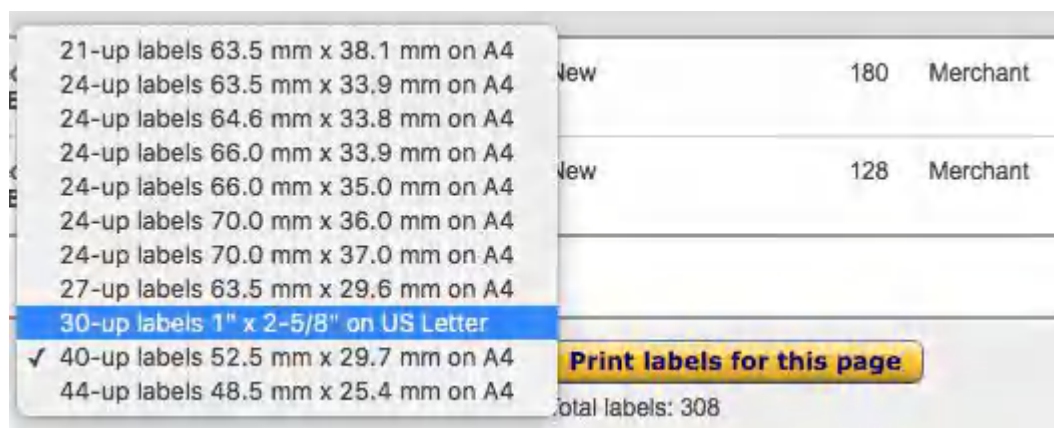 21-up labels 63.5 mm x 38.1 mm on A4
24-up labels 63.5 mm x 33.9 mm on A4
24-up labels 64.6 mm x 33.8 mm on A4
24-up labels 66.0 mm x 33.9 mm on A4
24-up labels 66.0 mm x 35.0 mm on A4
24-up labels 70.0 mm x 36.0 mm on A4
24-up labels 70.0 mm x 37.0 mm on A4
27-up labels 63.5 mm x 29.6 mm on A4
30-up labels 1" x 2-5/8" on US Letter
✓ 40-up labels 52.5 mm x 29.7 mm on A4
44-up labels 48.5 mm x 25.4 mm on A4
New 180 Merchant
New 128 Merchant
Print labels for this page
Total labels: 308